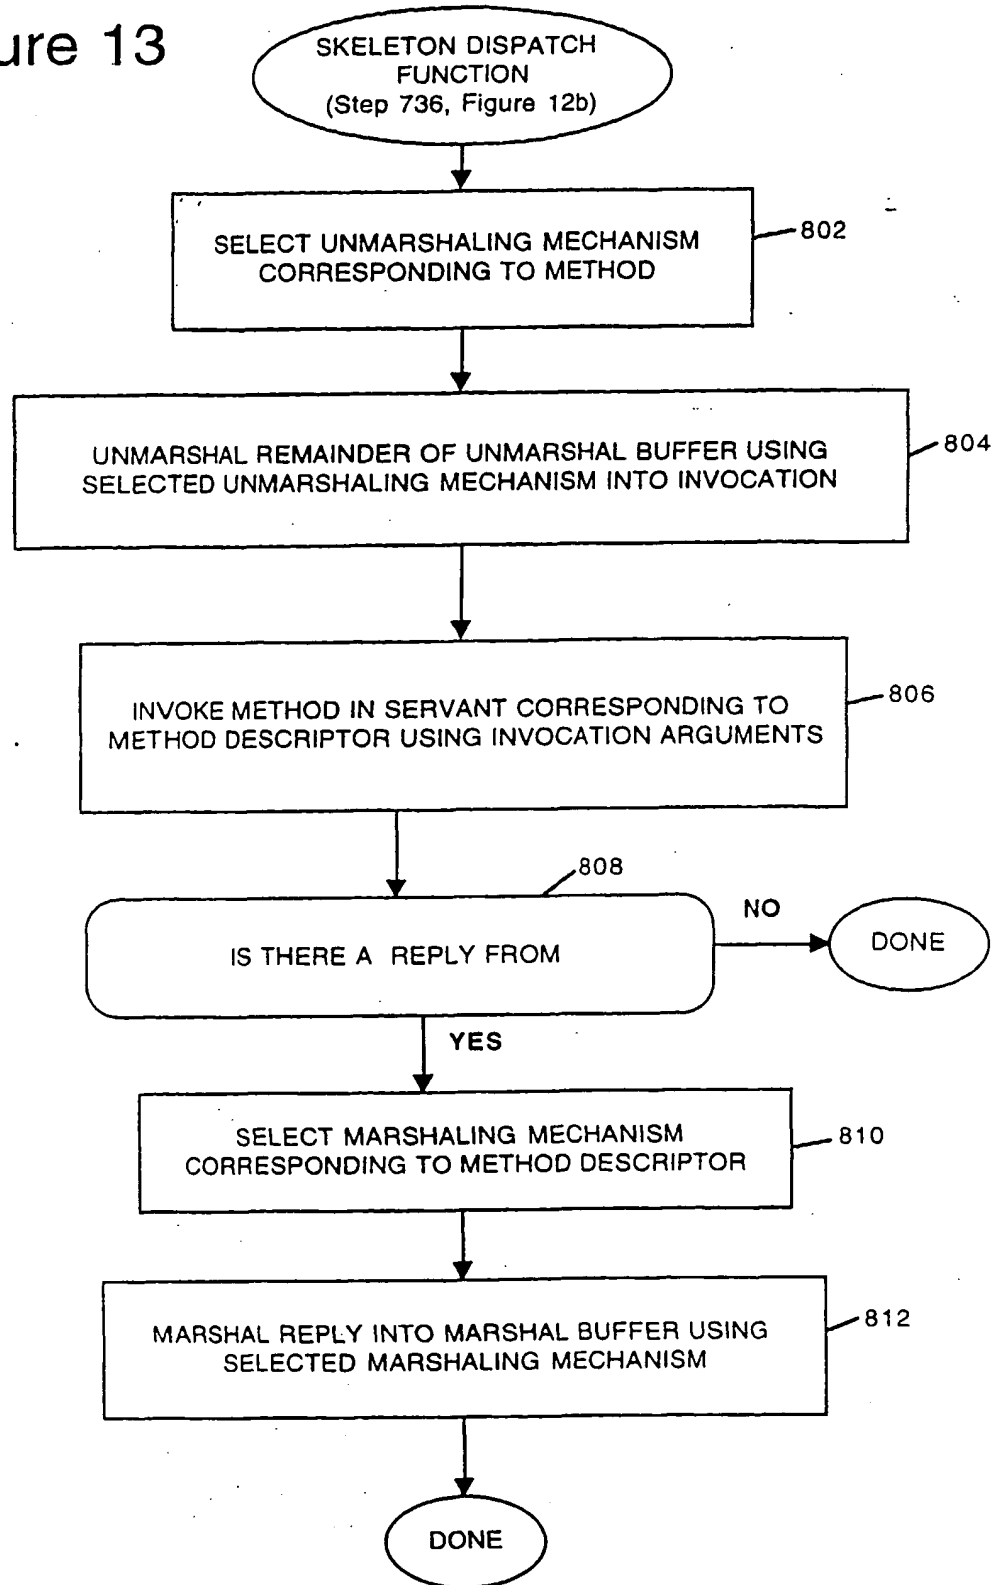 ure 13
SKELETON DISPATCH
FUNCTION
(Step 736, Figure 12b)
SELECT UNMARSHALING MECHANISM
CORRESPONDING TO METHOD
802
UNMARSHAL REMAINDER OF UNMARSHAL BUFFER USING
SELECTED UNMARSHALING MECHANISM INTO INVOCATION
804
INVOKE METHOD IN SERVANT CORRESPONDING TO
METHOD DESCRIPTOR USING INVOCATION ARGUMENTS
806
808
IS THERE A REPLY FROM
NO
DONE
YES
SELECT MARSHALING MECHANISM
CORRESPONDING TO METHOD DESCRIPTOR
810
MARSHAL REPLY INTO MARSHAL BUFFER USING
SELECTED MARSHALING MECHANISM
812
DONE